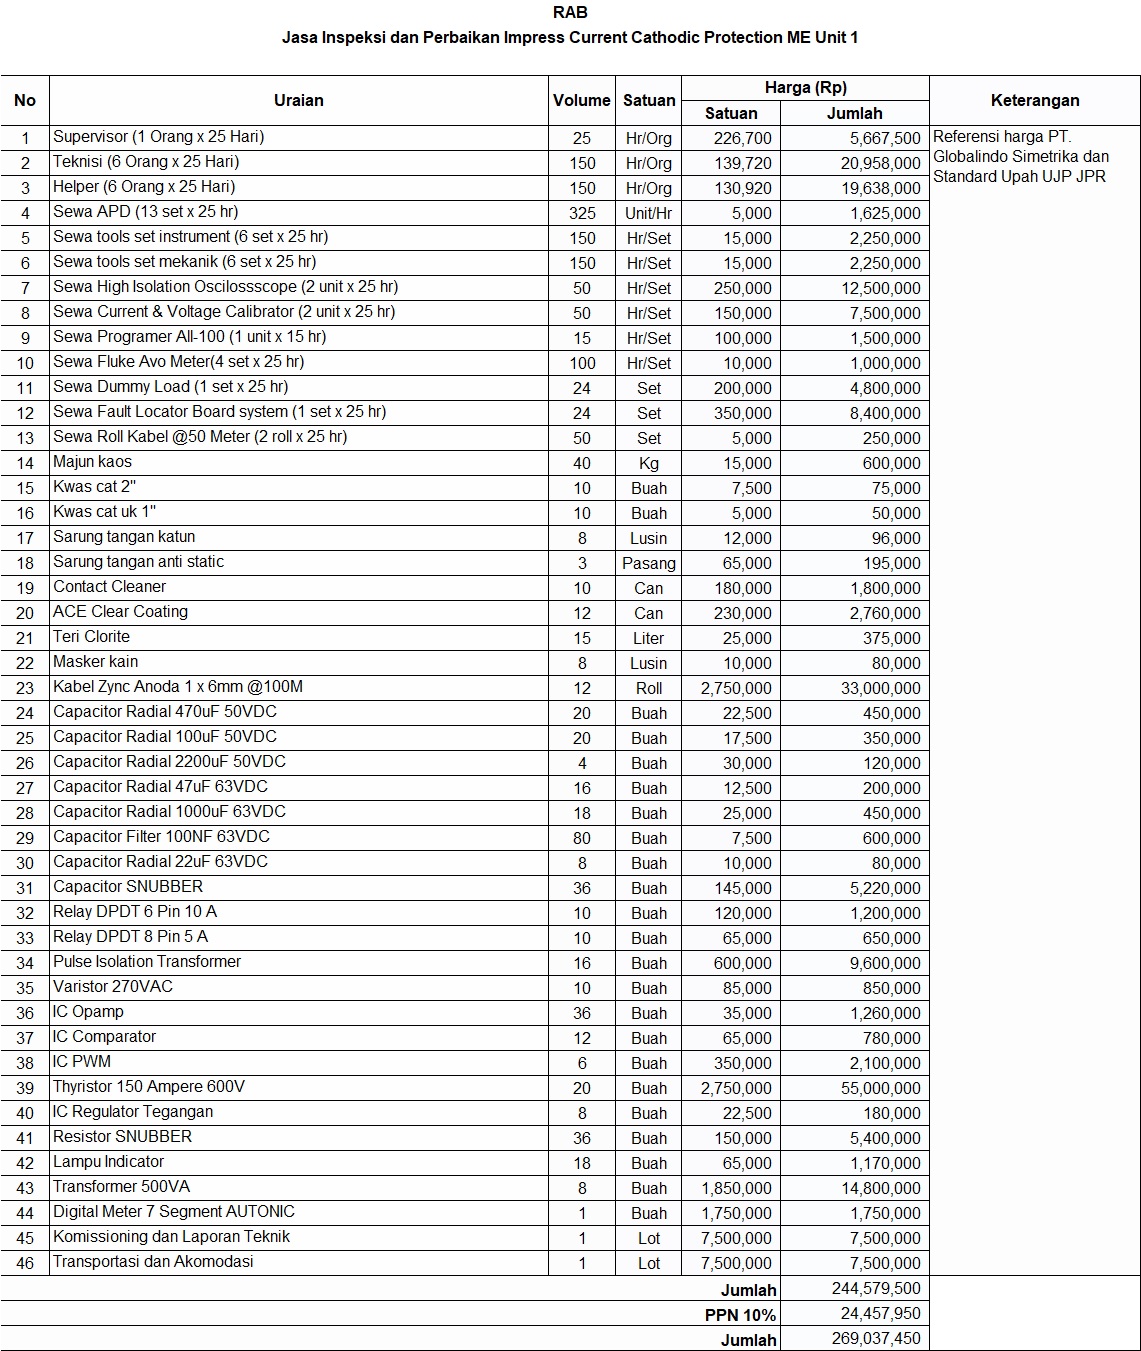 RAB
Jasa Inspeksi dan Perbaikan Impress Current Cathodic Protection ME Unit 1
No Uraian Volume Satuan Harga (Rp) Keterangan
Satuan Jumlah
1 Supervisor (1 Orang x 25 Hari) 25 Hr/Org 226,700 5,667,500 Referensi harga PT.
Globalindo Simetrika dan
Standard Upah UJP JPR
2 Teknisi (6 Orang x 25 Hari) 150 Hr/Org 139,720 20,958,000
3 Helper (6 Orang x 25 Hari) 150 Hr/Org 130,920 19,638,000
4 Sewa APD (13 set x 25 hr) 325 Unit/Hr 5,000 1,625,000
5 Sewa tools set instrument (6 set x 25 hr) 150 Hr/Set 15,000 2,250,000
6 Sewa tools set mekanik (6 set x 25 hr) 150 Hr/Set 15,000 2,250,000
7 Sewa High Isolation Oscilossscope (2 unit x 25 hr) 50 Hr/Set 250,000 12,500,000
8 Sewa Current & Voltage Calibrator (2 unit x 25 hr) 50 Hr/Set 150,000 7,500,000
9 Sewa Programer All-100 (1 unit x 15 hr) 15 Hr/Set 100,000 1,500,000
10 Sewa Fluke Avo Meter(4 set x 25 hr) 100 Hr/Set 10,000 1,000,000
11 Sewa Dummy Load (1 set x 25 hr) 24 Set 200,000 4,800,000
12 Sewa Fault Locator Board system (1 set x 25 hr) 24 Set 350,000 8,400,000
13 Sewa Roll Kabel @50 Meter (2 roll x 25 hr) 50 Set 5,000 250,000
14 Majun kaos 40 Kg 15,000 600,000
15 Kwas cat 2" 10 Buah 7,500 75,000
16 Kwas cat uk 1" 10 Buah 5,000 50,000
17 Sarung tangan katun 8 Lusin 12,000 96,000
18 Sarung tangan anti static 3 Pasang 65,000 195,000
19 Contact Cleaner 10 Can 180,000 1,800,000
20 ACE Clear Coating 12 Can 230,000 2,760,000
21 Teri Clorite 15 Liter 25,000 375,000
22 Masker kain 8 Lusin 10,000 80,000
23 Kabel Zync Anoda 1 x 6mm @100M 12 Roll 2,750,000 33,000,000
24 Capacitor Radial 470uF 50VDC 20 Buah 22,500 450,000
25 Capacitor Radial 100uF 50VDC 20 Buah 17,500 350,000
26 Capacitor Radial 2200uF 50VDC 4 Buah 30,000 120,000
27 Capacitor Radial 47uF 63VDC 16 Buah 12,500 200,000
28 Capacitor Radial 1000uF 63VDC 18 Buah 25,000 450,000
29 Capacitor Filter 100NF 63VDC 80 Buah 7,500 600,000
30 Capacitor Radial 22uF 63VDC 8 Buah 10,000 80,000
31 Capacitor SNUBBER 36 Buah 145,000 5,220,000
32 Relay DPDT 6 Pin 10 A 10 Buah 120,000 1,200,000
33 Relay DPDT 8 Pin 5 A 10 Buah 65,000 650,000
34 Pulse Isolation Transformer 16 Buah 600,000 9,600,000
35 Varistor 270VAC 10 Buah 85,000 850,000
36 IC Opamp 36 Buah 35,000 1,260,000
37 IC Comparator 12 Buah 65,000 780,000
38 IC PWM 6 Buah 350,000 2,100,000
39 Thyristor 150 Ampere 600V 20 Buah 2,750,000 55,000,000
40 IC Regulator Tegangan 8 Buah 22,500 180,000
41 Resistor SNUBBER 36 Buah 150,000 5,400,000
42 Lampu Indicator 18 Buah 65,000 1,170,000
43 Transformer 500VA 8 Buah 1,850,000 14,800,000
44 Digital Meter 7 Segment AUTONIC 1 Buah 1,750,000 1,750,000
45 Komissioning dan Laporan Teknik 1 Lot 7,500,000 7,500,000
46 Transportasi dan Akomodasi 1 Lot 7,500,000 7,500,000
Jumlah 244,579,500
PPN 10% 24,457,950
Jumlah 269,037,450